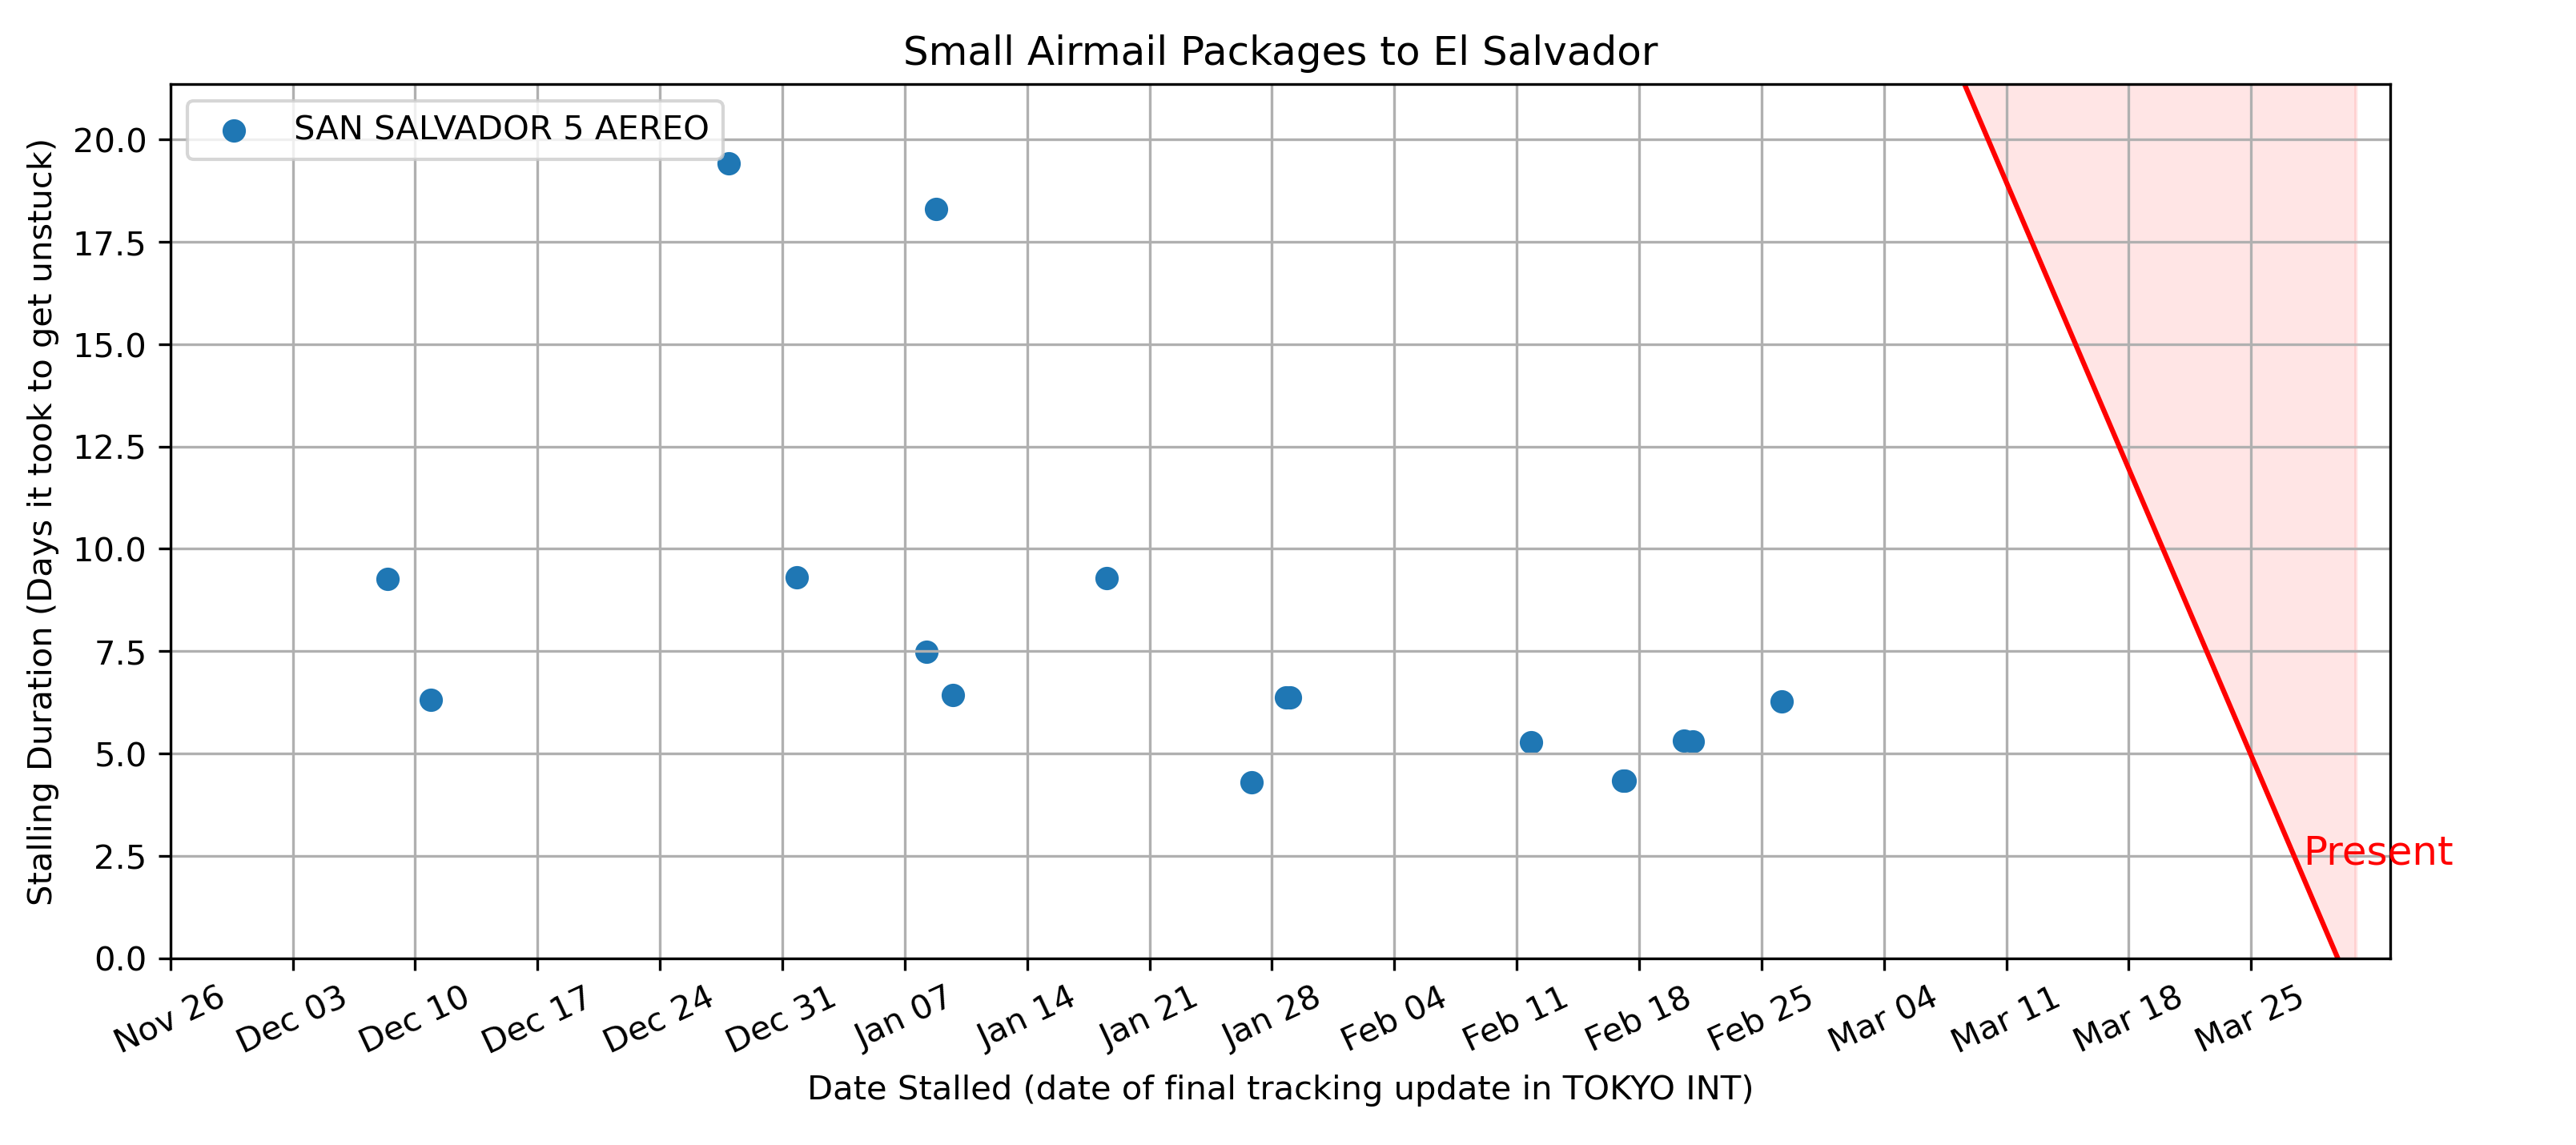 Small Airmail Packages to El Salvador
SAN SALVADOR 5 AEREO
Stalling Duration (Days it took to get unstuck)
20.0
17.5
15.0
12.5
10.0
7.5
5.0
2.5
0.0
Present
Nov 26
Dec 03
Dec 10
Dec 17
Dec 24
Dec 31
Jan 07
Jan 14
Jan 21
Jan 28
Feb 04
Feb 11
Feb 18
Feb 25
Mar 04
Mar 11
Mar 18
Mar 25
Date Stalled (date of final tracking update in TOKYO INT)